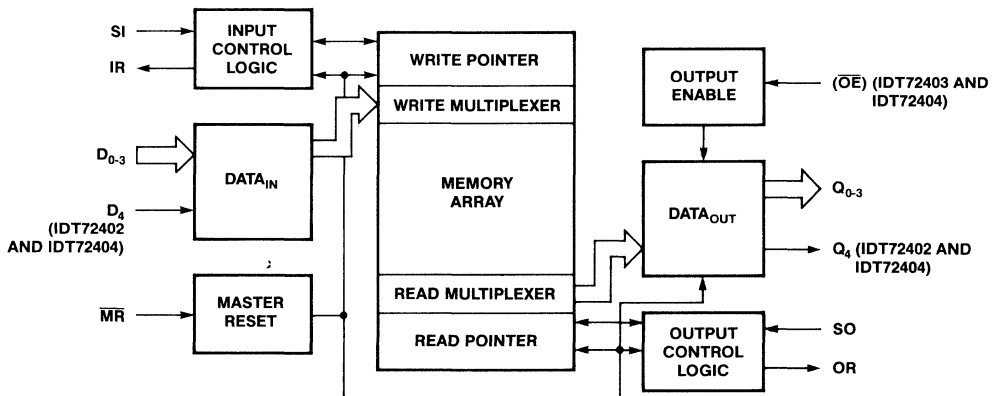 SI
IR
INPUT
CONTROL
LOGIC
D0-3
D4
(IDT72402
AND IDT72404)
DATAIN
MR
MASTER
RESET
WRITE POINTER
WRITE MULTIPLEXER
MEMORY
ARRAY
READ MULTIPLEXER
READ POINTER
OUTPUT
ENABLE
(OE) (IDT72403 AND
IDT72404)
DATAOUT
Q0-3
Q4 (IDT72402 AND
IDT72404)
OUTPUT
CONTROL
LOGIC
SO
OR